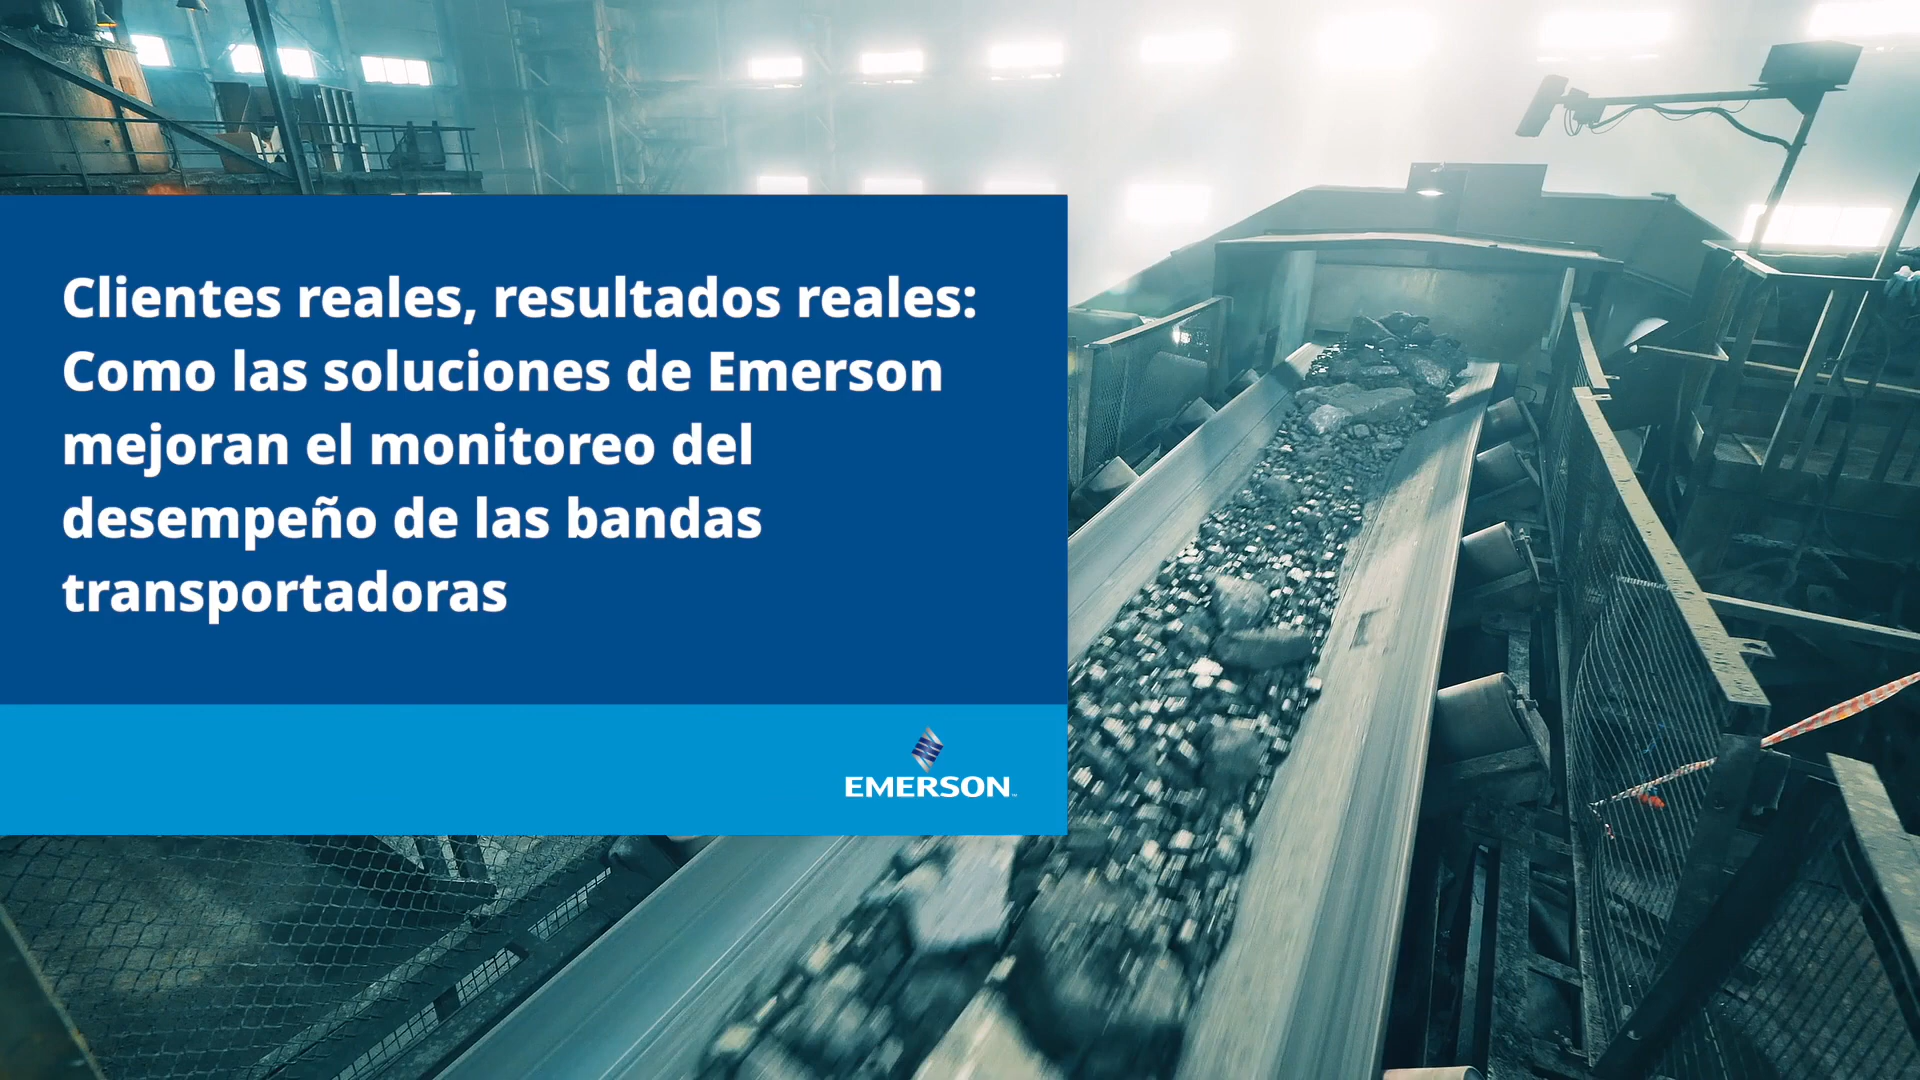 Clientes reales, resultados reales:
Como las soluciones de Emerson
mejoran el monitoreo del
desempeño de las bandas
transportadoras
EMERSON